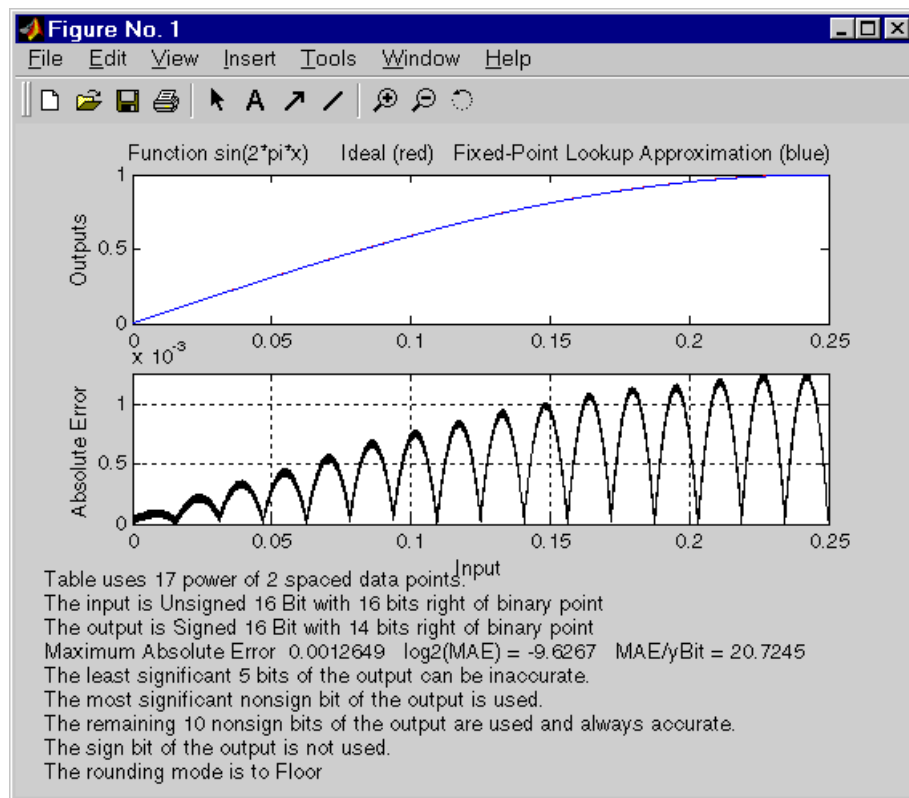 Figure No. 1
File Edit View Insert Tools Window Help
A
Function sin(2*pi*x) Ideal (red) Fixed-Point Lookup Approximation (blue)
1
0.5
0
Outputs
0 0.05 0.1 0.15 0.2 0.25
x 10-3
1
0.5
0
Absolute Error
0 0.05 0.1 0.15 0.2 0.25
Input
Table uses 17 power of 2 spaced data points.
The input is Unsigned 16 Bit with 16 bits right of binary point
The output is Signed 16 Bit with 14 bits right of binary point
Maximum Absolute Error 0.0012649 log2(MAE) = -9.6267 MAE/yBit = 20.7245
The least significant 5 bits of the output can be inaccurate.
The most significant nonsign bit of the output is used.
The remaining 10 nonsign bits of the output are used and always accurate.
The sign bit of the output is not used.
The rounding mode is to Floor